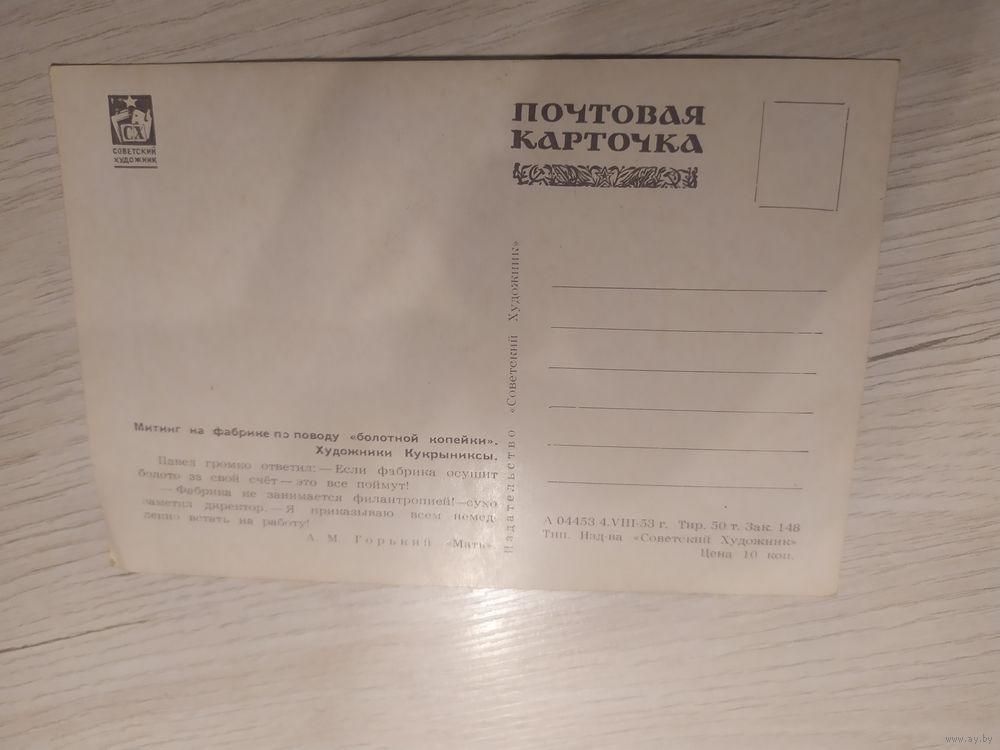 СХ
СОВЕТСКИЙ
ХУДОЖНИК
ПОЧТОВАЯ
КАРТОЧКА
Митинг на фабрике по поводу «болотной копейки».
Художники Кукрыниксы.
Павел громко ответил: — Если фабрика осушит
болото за свой счёт — это все поймут!
— Фабрика не занимается филантропией! — сухо
заметил директор. — Я приказываю всем немед-
ленно встать на работу!
А. М. Горький «Мать».
Издательство «Советский Художник»
А 04453 4.VIII-53 г. Тир. 50 т. Зак. 148
Тип. Изд-ва «Советский Художник»
Цена 10 коп.
www.ay.by